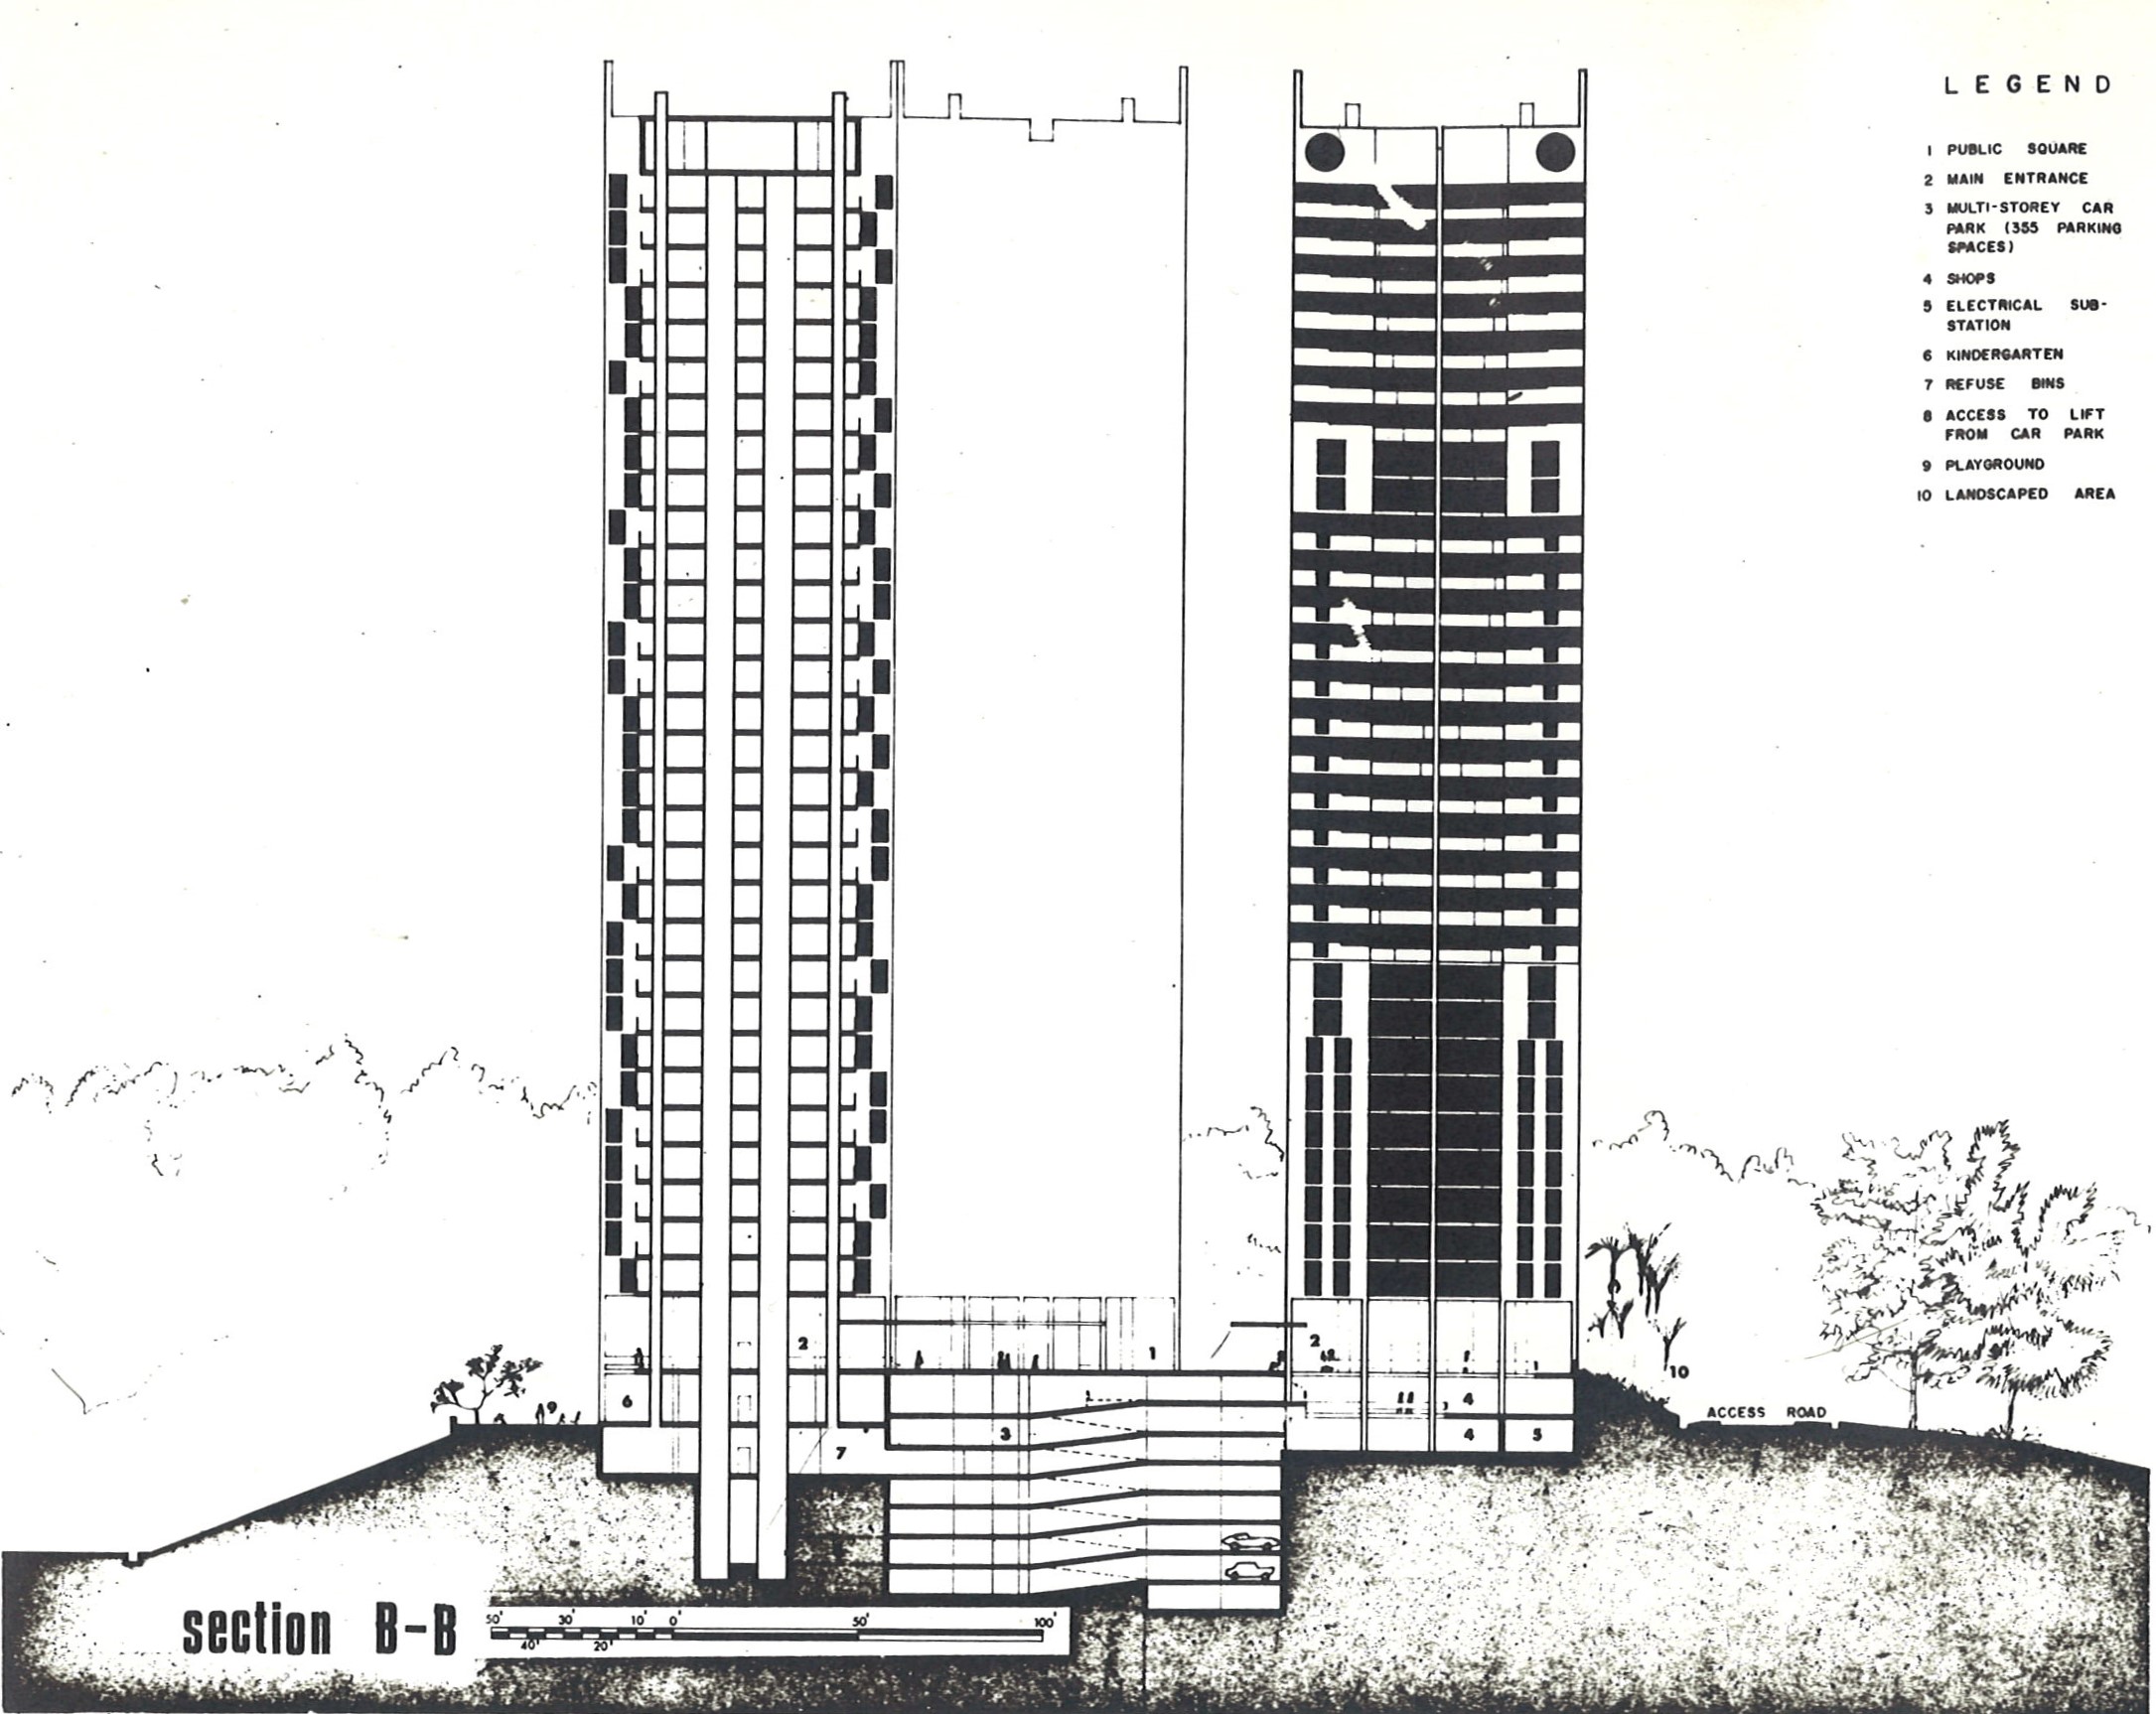 LEGEND
1 PUBLIC SQUARE
2 MAIN ENTRANCE
3 MULTI-STOREY CAR
PARK (355 PARKING
SPACES)
4 SHOPS
5 ELECTRICAL SUB-
STATION
6 KINDERGARTEN
7 REFUSE BINS
8 ACCESS TO LIFT
FROM CAR PARK
9 PLAYGROUND
10 LANDSCAPED AREA
2
1
2
1
10
6
9
3
4
ACCESS ROAD
7
4
5
section B-B
50' 30' 10' 0' 50' 100'
40' 20'